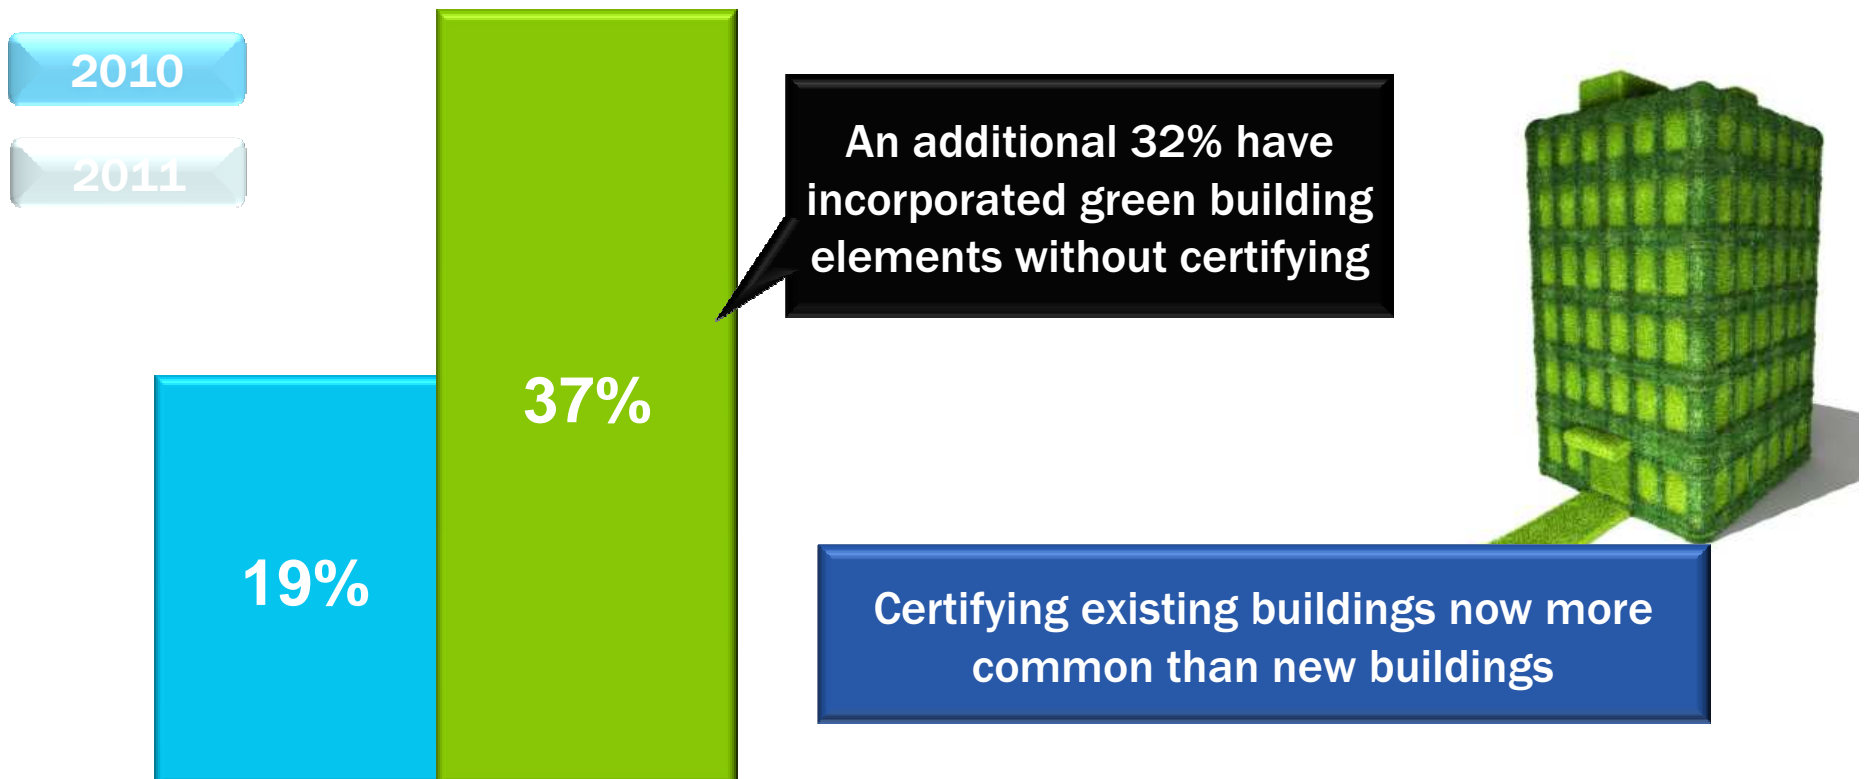 2010
2011
An additional 32% have
incorporated green building
elements without certifying
37%
19%
Certifying existing buildings now more
common than new buildings